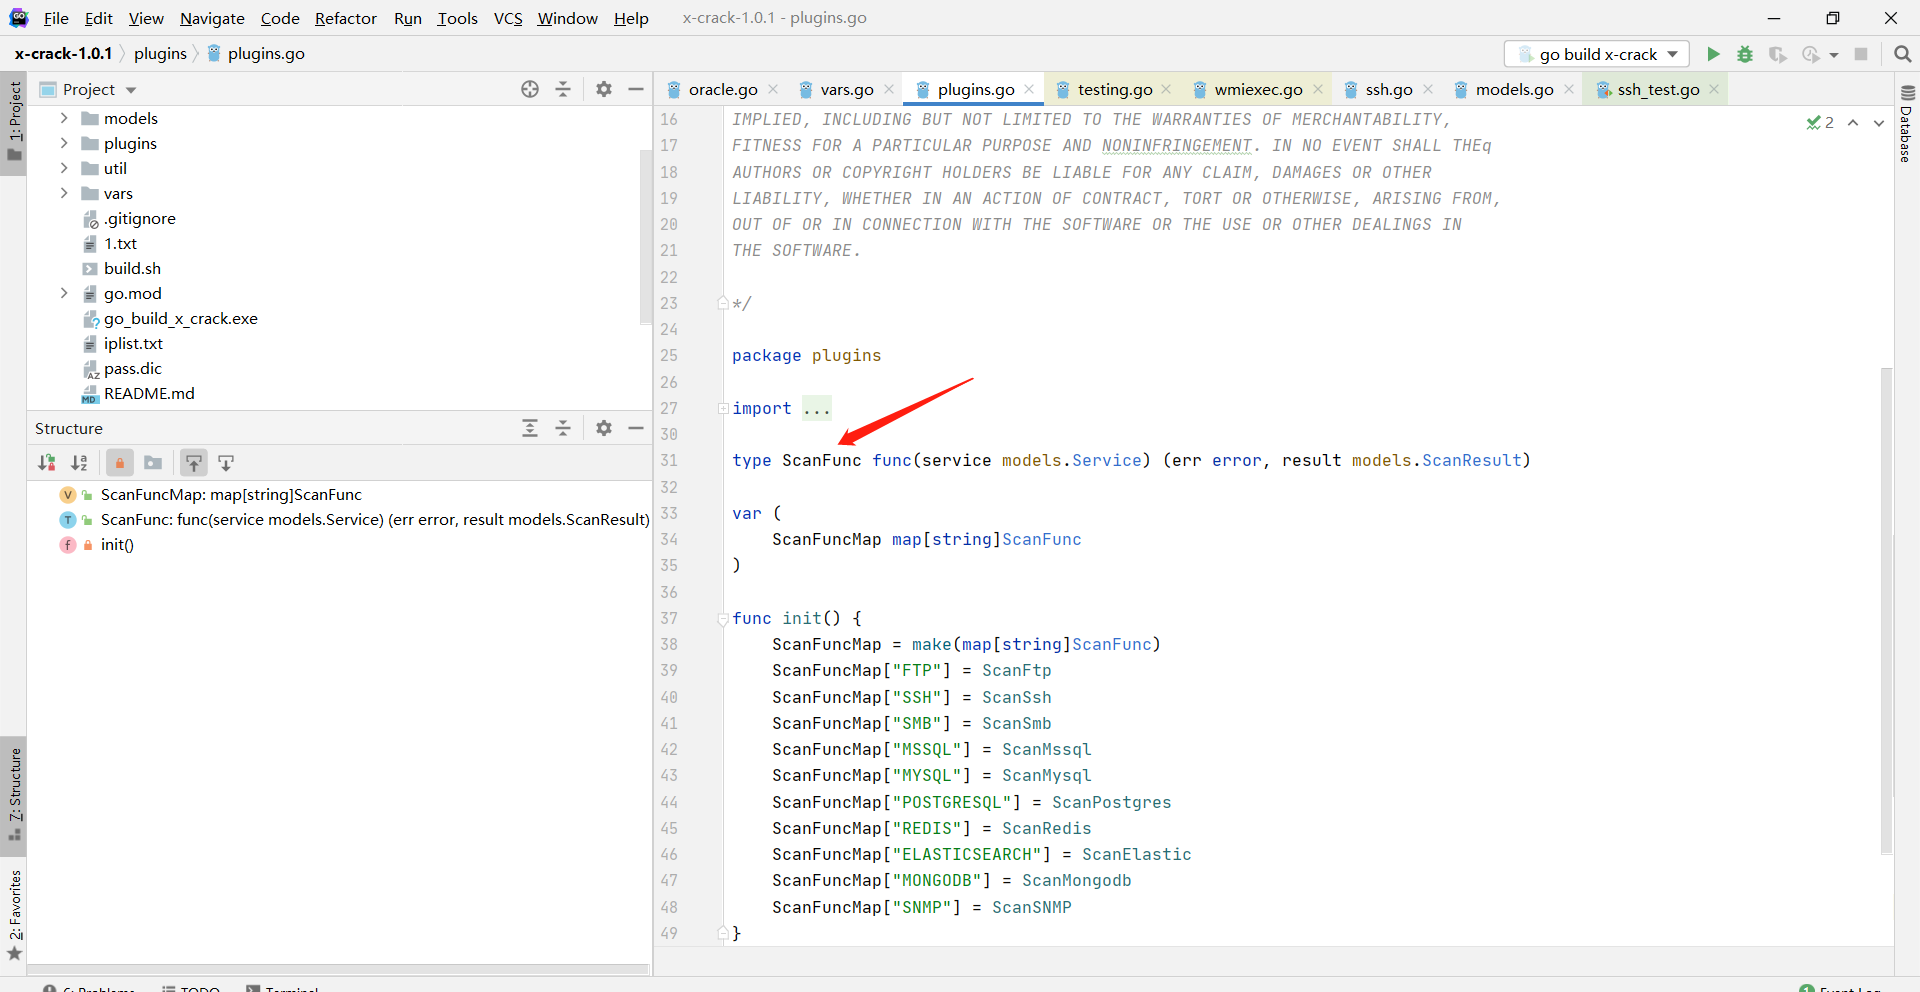 File Edit View Navigate Code Refactor Run Tools VCS Window Help x-crack-1.0.1 - plugins.go
x-crack-1.0.1 plugins plugins.go
go build x-crack
1: Project
Project
models
plugins
util
vars
.gitignore
1.txt
build.sh
go.mod
go_build_x_crack.exe
iplist.txt
pass.dic
README.md
Structure
ScanFuncMap: map[string]ScanFunc
ScanFunc: func(service models.Service) (err error, result models.ScanResult)
init()
7: Structure
2: Favorites
oracle.go vars.go plugins.go testing.go wmiexec.go ssh.go models.go ssh_test.go
2
Database
16 IMPLIED, INCLUDING BUT NOT LIMITED TO THE WARRANTIES OF MERCHANTABILITY,
17 FITNESS FOR A PARTICULAR PURPOSE AND NONINFRINGEMENT. IN NO EVENT SHALL THEq
18 AUTHORS OR COPYRIGHT HOLDERS BE LIABLE FOR ANY CLAIM, DAMAGES OR OTHER
19 LIABILITY, WHETHER IN AN ACTION OF CONTRACT, TORT OR OTHERWISE, ARISING FROM,
20 OUT OF OR IN CONNECTION WITH THE SOFTWARE OR THE USE OR OTHER DEALINGS IN
21 THE SOFTWARE.
22
23 */
24
25 package plugins
26
27 import ...
30
31 type ScanFunc func(service models.Service) (err error, result models.ScanResult)
32
33 var (
34 ScanFuncMap map[string]ScanFunc
35 )
36
37 func init() {
38 ScanFuncMap = make(map[string]ScanFunc)
39 ScanFuncMap["FTP"] = ScanFtp
40 ScanFuncMap["SSH"] = ScanSsh
41 ScanFuncMap["SMB"] = ScanSmb
42 ScanFuncMap["MSSQL"] = ScanMssql
43 ScanFuncMap["MYSQL"] = ScanMysql
44 ScanFuncMap["POSTGRESQL"] = ScanPostgres
45 ScanFuncMap["REDIS"] = ScanRedis
46 ScanFuncMap["ELASTICSEARCH"] = ScanElastic
47 ScanFuncMap["MONGODB"] = ScanMongodb
48 ScanFuncMap["SNMP"] = ScanSNMP
49 }
6: Problems TODO Terminal Event Log